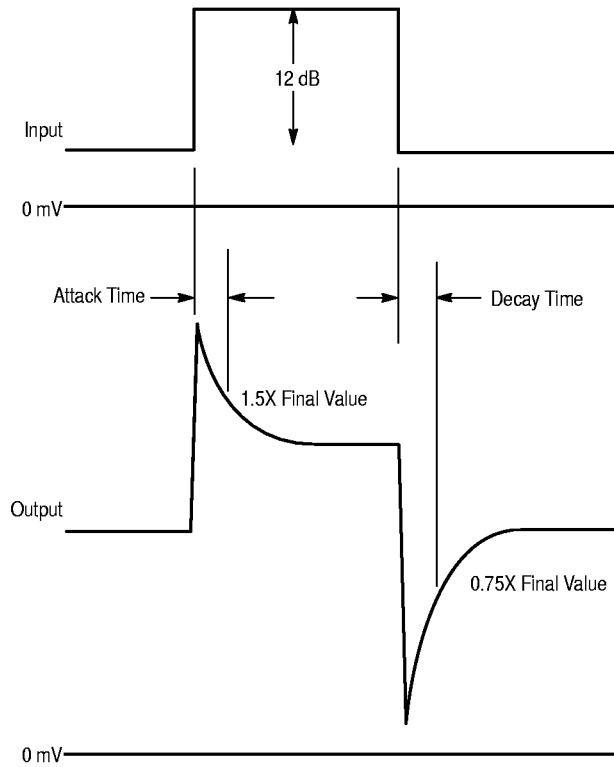 12 dB
Input
0 mV
Attack Time
Decay Time
1.5X Final Value
Output
0.75X Final Value
0 mV